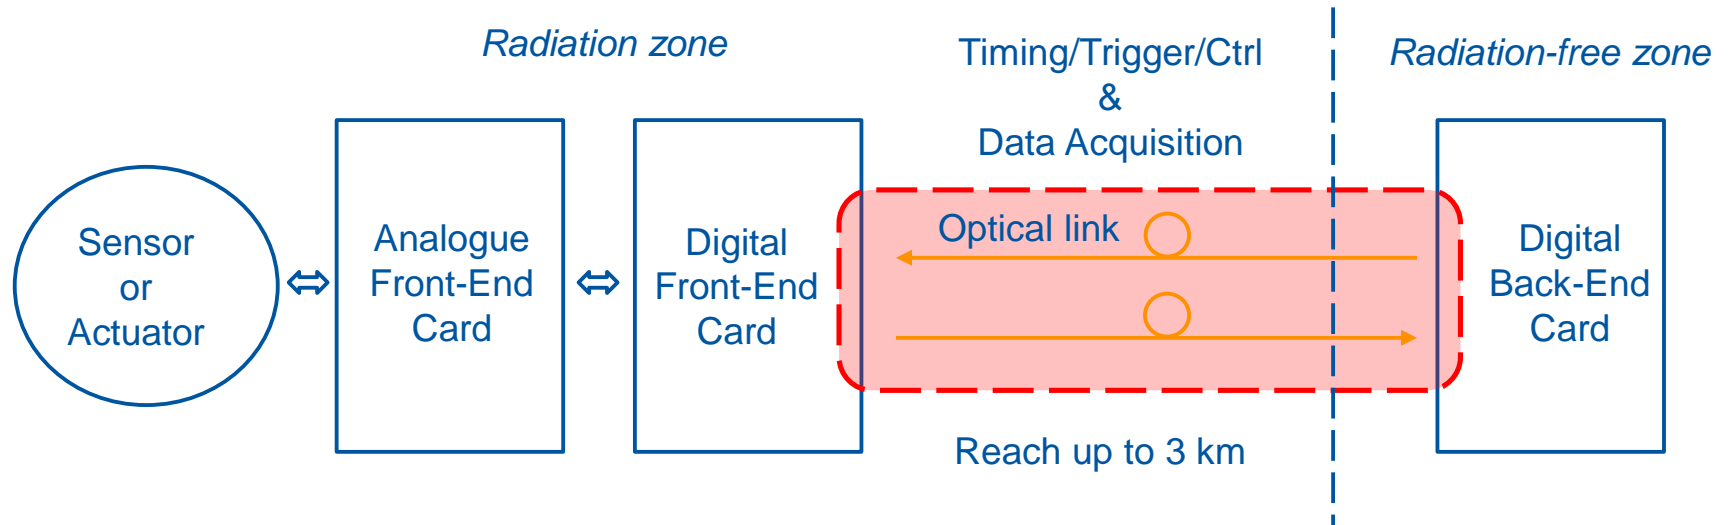 Radiation zone
Timing/Trigger/Ctrl
&
Data Acquisition
Radiation-free zone
Sensor
or
Actuator
Analogue
Front-End
Card
Digital
Front-End
Card
Optical link
Digital
Back-End
Card
Reach up to 3 km